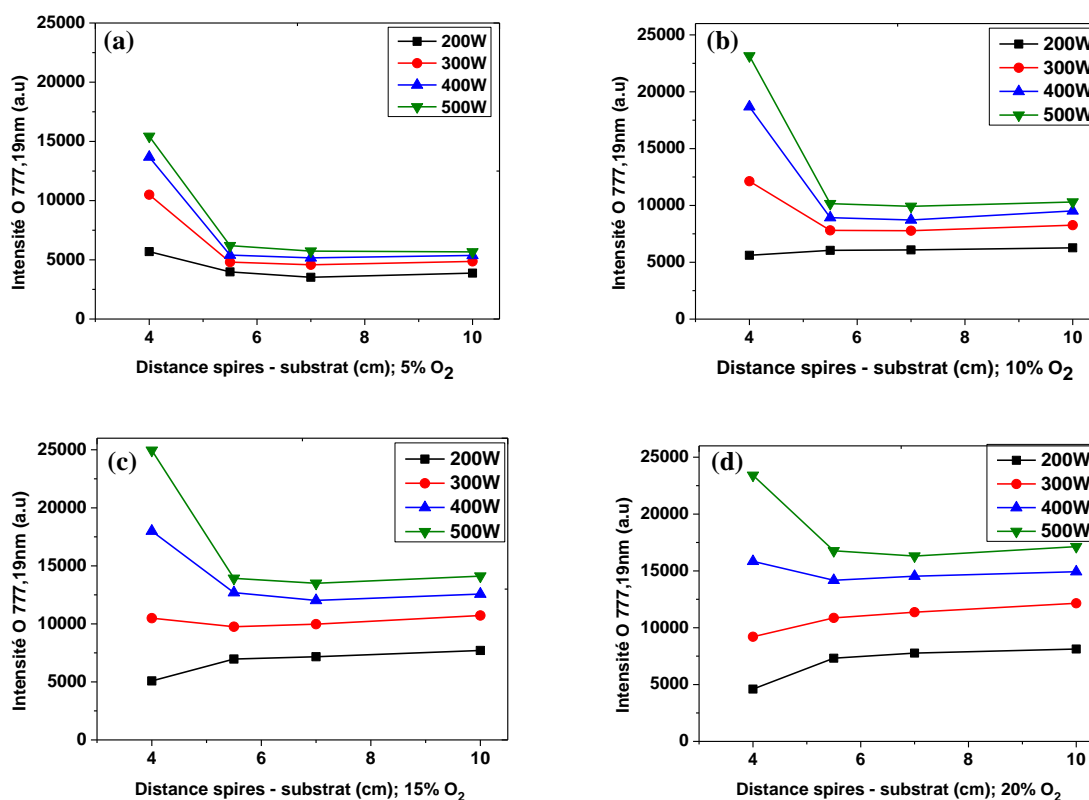 (a)
200W
300W
400W
500W
25000
20000
15000
10000
5000
0
Intensité O 777,19nm (a.u)
4 6 8 10
Distance spires - substrat (cm); 5% O2
(b)
200W
300W
400W
500W
25000
20000
15000
10000
5000
0
Intensité O 777,19nm (a.u)
4 6 8 10
Distance spires - substrat (cm); 10% O2
(c)
200W
300W
400W
500W
25000
20000
15000
10000
5000
0
Intensité O 777,19nm (a.u)
4 6 8 10
Distance spires - substrat (cm); 15% O2
(d)
200W
300W
400W
500W
25000
20000
15000
10000
5000
0
Intensité O 777,19nm (a.u)
4 6 8 10
Distance spires - substrat (cm); 20% O2